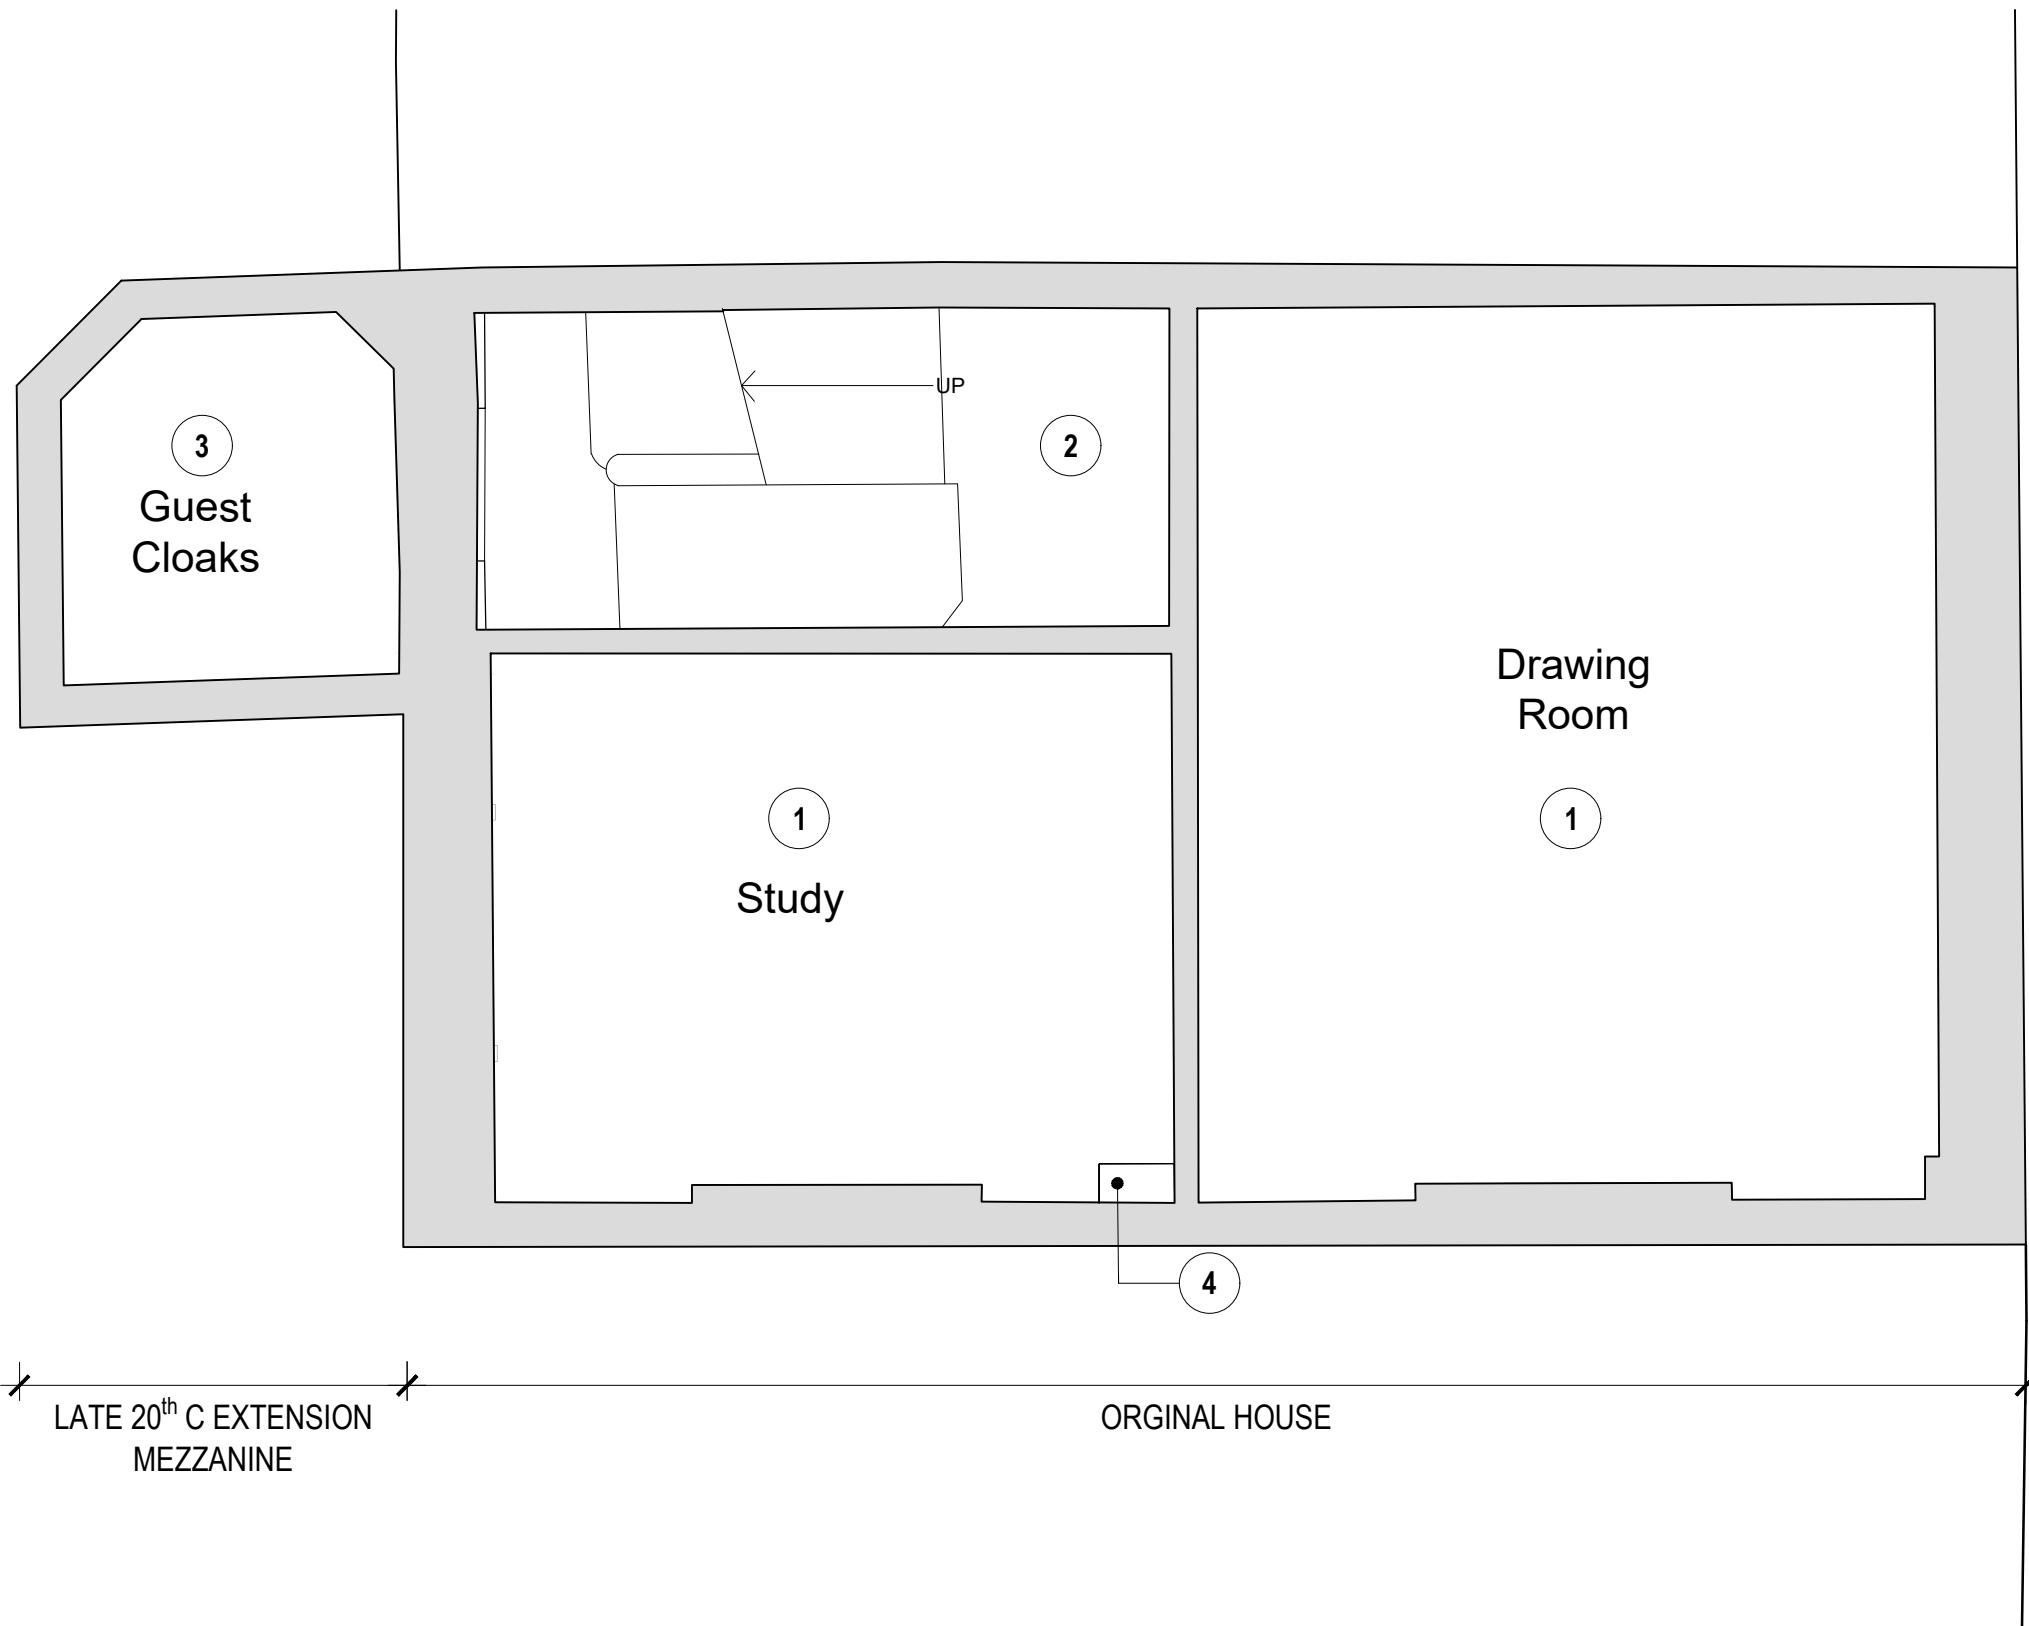 UP
3
Guest
Cloaks
2
Drawing
Room
1
Study
1
4
LATE 20th C EXTENSION
MEZZANINE
ORGINAL HOUSE